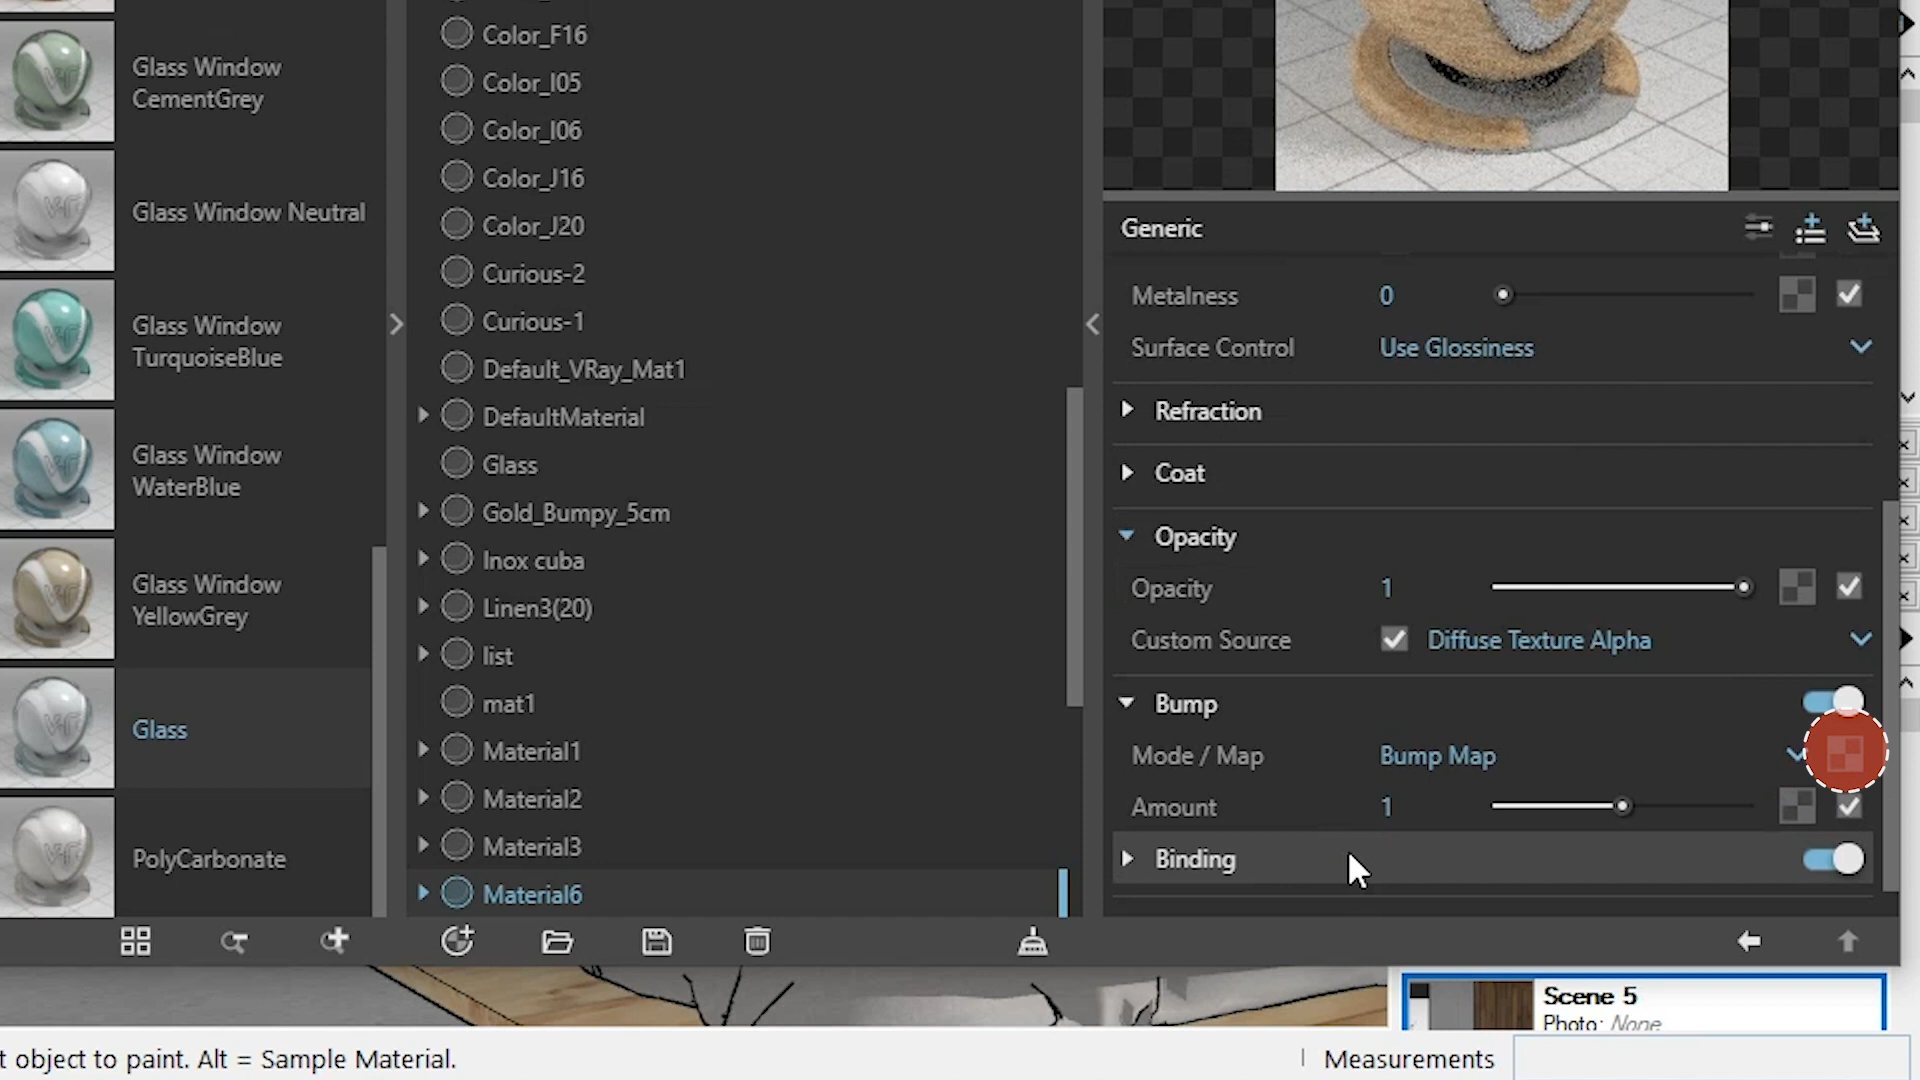 Glass Window
CementGrey
Glass Window Neutral
Glass Window
TurquoiseBlue
Glass Window
WaterBlue
Glass Window
YellowGrey
Glass
PolyCarbonate
Color_F16
Color_I05
Color_I06
Color_J16
Color_J20
Curious-2
Curious-1
Default_VRay_Mat1
DefaultMaterial
Glass
Gold_Bumpy_5cm
Inox cuba
Linen3(20)
list
mat1
Material1
Material2
Material3
Material6
Generic
Metalness 0
Surface Control Use Glossiness
Refraction
Coat
Opacity
Opacity 1
Custom Source Diffuse Texture Alpha
Bump
Mode / Map Bump Map
Amount 1
Binding
Scene 5
Photo: None
t object to paint. Alt = Sample Material.
Measurements